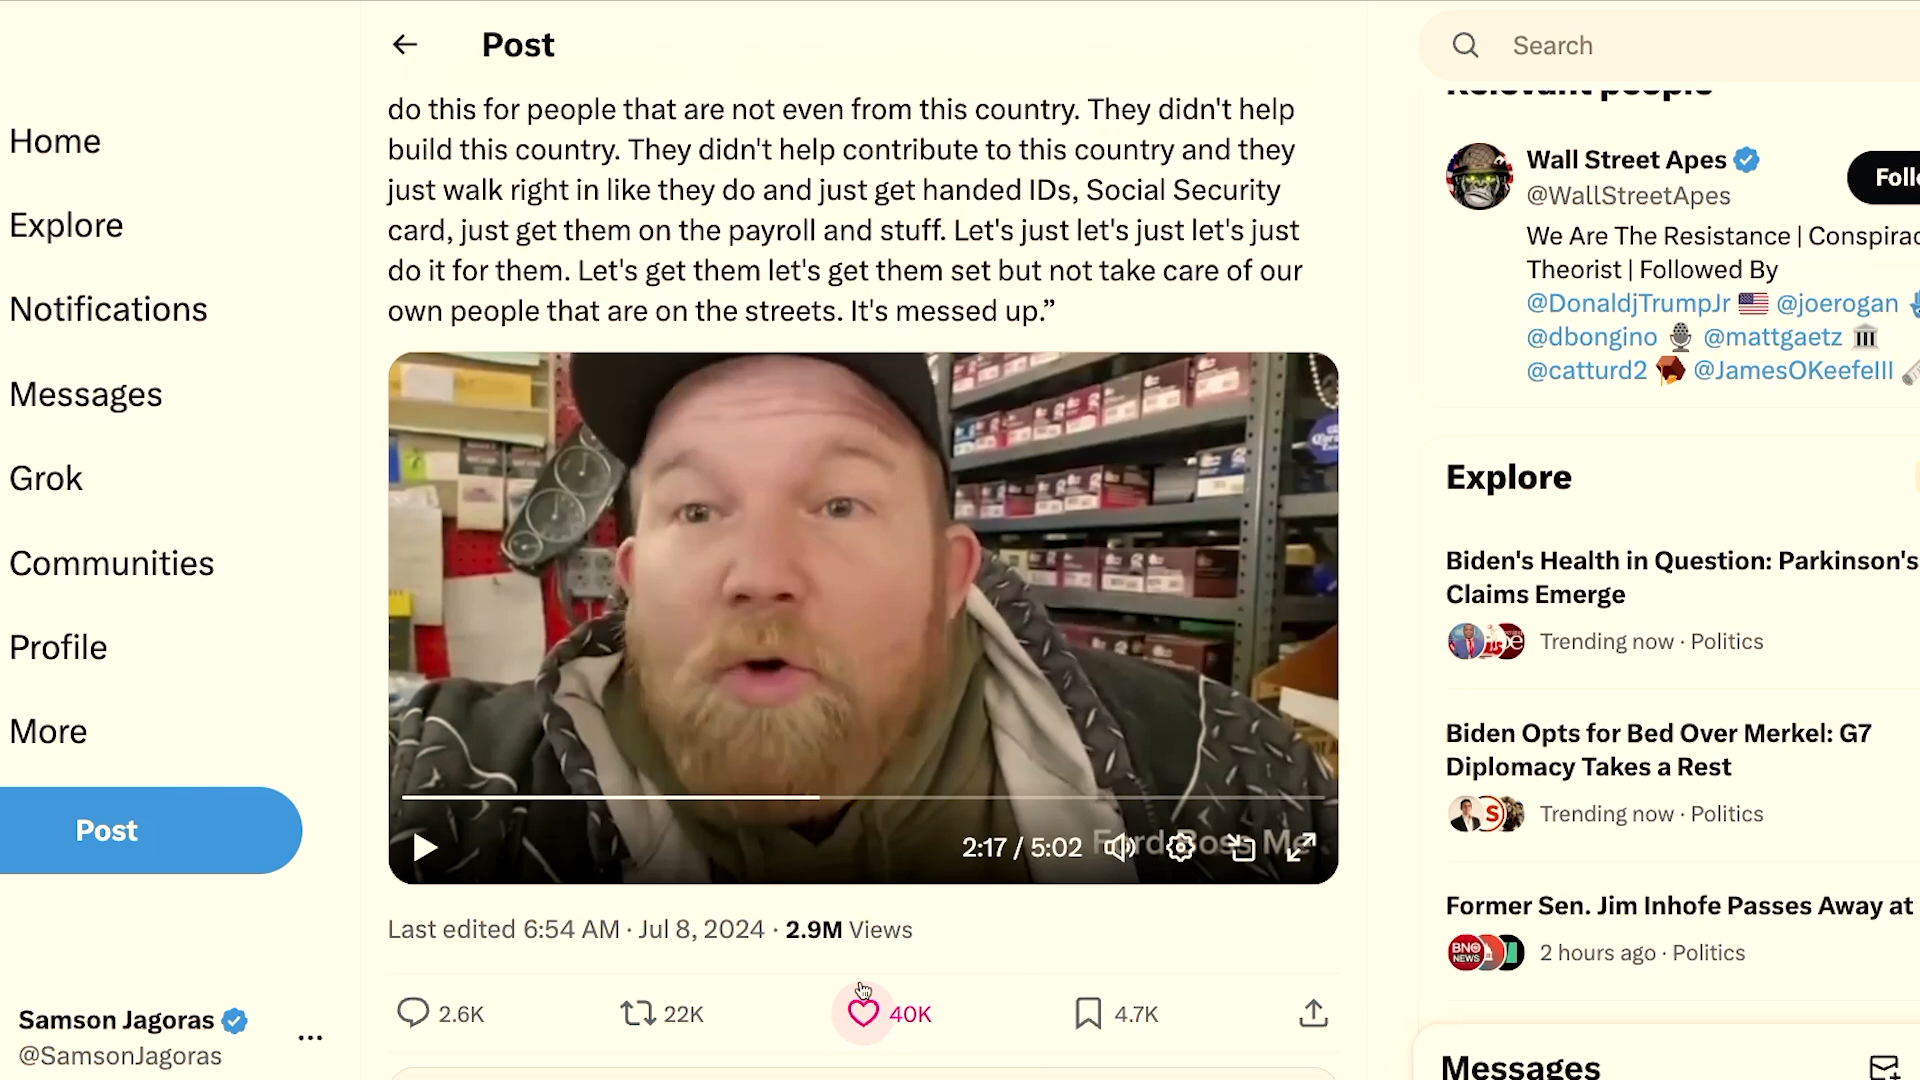 Home
Explore
Notifications
Messages
Grok
Communities
Profile
More
Post
Samson Jagoras
@SamsonJagoras
Post
do this for people that are not even from this country. They didn't help
build this country. They didn't help contribute to this country and they
just walk right in like they do and just get handed IDs, Social Security
card, just get them on the payroll and stuff. Let's just let's just let's just
do it for them. Let's get them let's get them set but not take care of our
own people that are on the streets. It's messed up.”
2:17 / 5:02
Last edited 6:54 AM · Jul 8, 2024 · 2.9M Views
2.6K
22K
40K
4.7K
Search
Relevant people
Wall Street Apes
@WallStreetApes
Foll
We Are The Resistance | Conspirac
Theorist | Followed By
@DonaldjTrumpJr @joerogan
@dbongino @mattgaetz
@catturd2 @JamesOKeefeIII
Explore
Biden's Health in Question: Parkinson's
Claims Emerge
Trending now · Politics
Biden Opts for Bed Over Merkel: G7
Diplomacy Takes a Rest
Trending now · Politics
Former Sen. Jim Inhofe Passes Away at
BNO
NEWS
2 hours ago · Politics
Messages